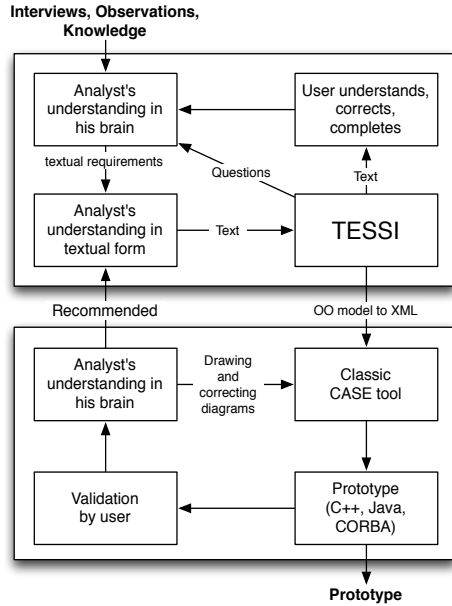 Interviews, Observations,
Knowledge
Analyst's
understanding in
his brain
User understands,
corrects,
completes
textual requirements
Questions
Text
Analyst's
understanding in
textual form
Text
TESSI
Recommended
OO model to XML
Analyst's
understanding in
his brain
Drawing
and
correcting
diagrams
Classic
CASE tool
Validation
by user
Prototype
(C++, Java,
CORBA)
Prototype